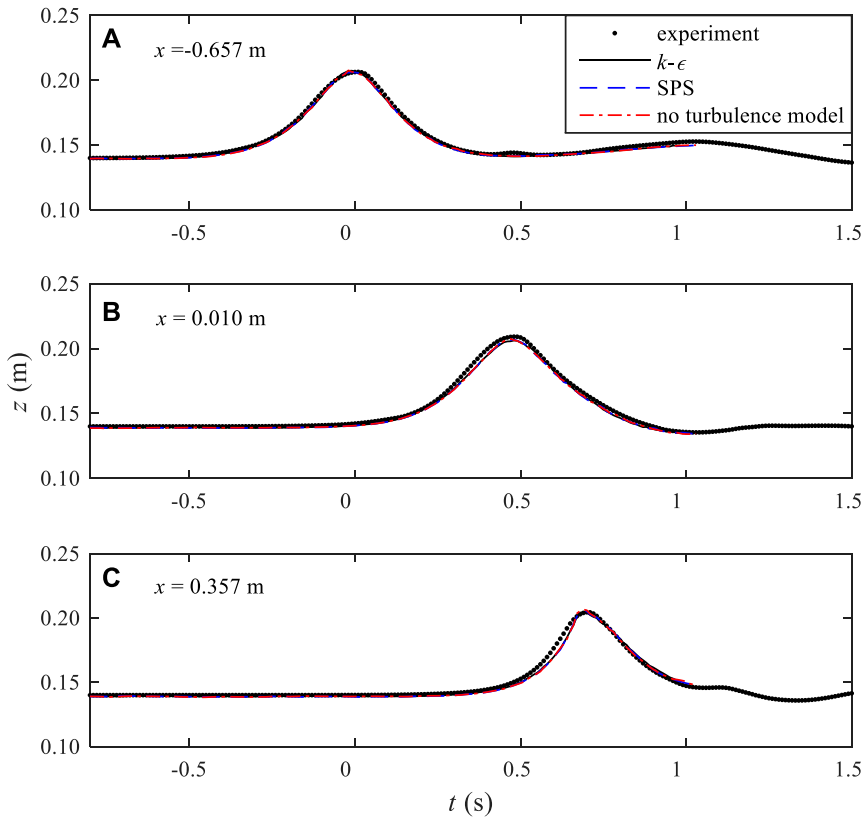 A
x =-0.657 m
experiment
k-ϵ
SPS
no turbulence model
0.25
0.20
0.15
0.10
-0.5 0 0.5 1 1.5
B
x = 0.010 m
0.25
0.20
0.15
0.10
-0.5 0 0.5 1 1.5
z (m)
C
x = 0.357 m
0.25
0.20
0.15
0.10
-0.5 0 0.5 1 1.5
t (s)